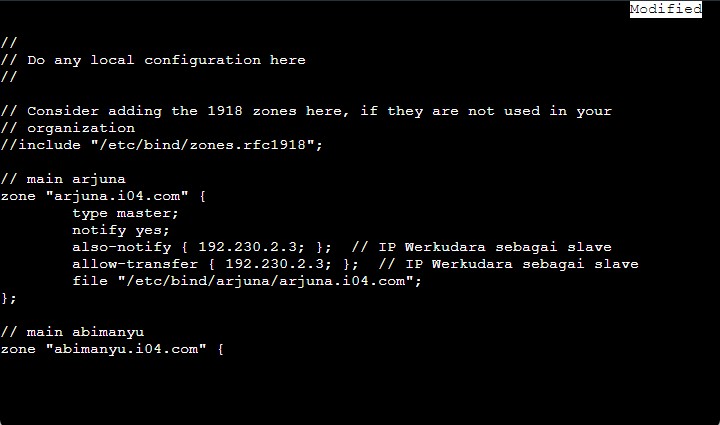 Modified
//
// Do any local configuration here
//
// Consider adding the 1918 zones here, if they are not used in your
// organization
//include "/etc/bind/zones.rfc1918";
// main arjuna
zone "arjuna.i04.com" {
        type master;
        notify yes;
        also-notify { 192.230.2.3; };  // IP Werkudara sebagai slave
        allow-transfer { 192.230.2.3; };  // IP Werkudara sebagai slave
        file "/etc/bind/arjuna/arjuna.i04.com";
};
// main abimanyu
zone "abimanyu.i04.com" {